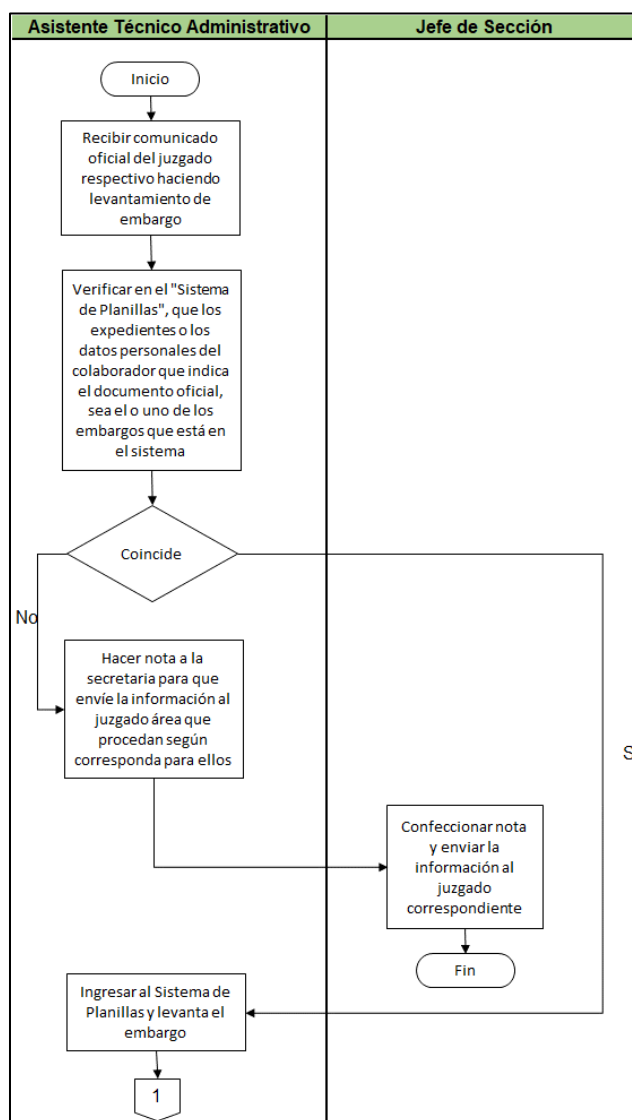 Asistente Técnico Administrativo
Jefe de Sección
Inicio
Recibir comunicado
oficial del juzgado
respectivo haciendo
levantamiento de
embargo
Verificar en el "Sistema
de Planillas", que los
expedientes o los
datos personales del
colaborador que indica
el documento oficial,
sea el o uno de los
embargos que está en
el sistema
Coincide
No
Hacer nota a la
secretaria para que
envíe la información al
juzgado área que
procedan según
corresponda para ellos
S
Confeccionar nota
y enviar la
información al
juzgado
correspondiente
Fin
Ingresar al Sistema de
Planillas y levanta el
embargo
1